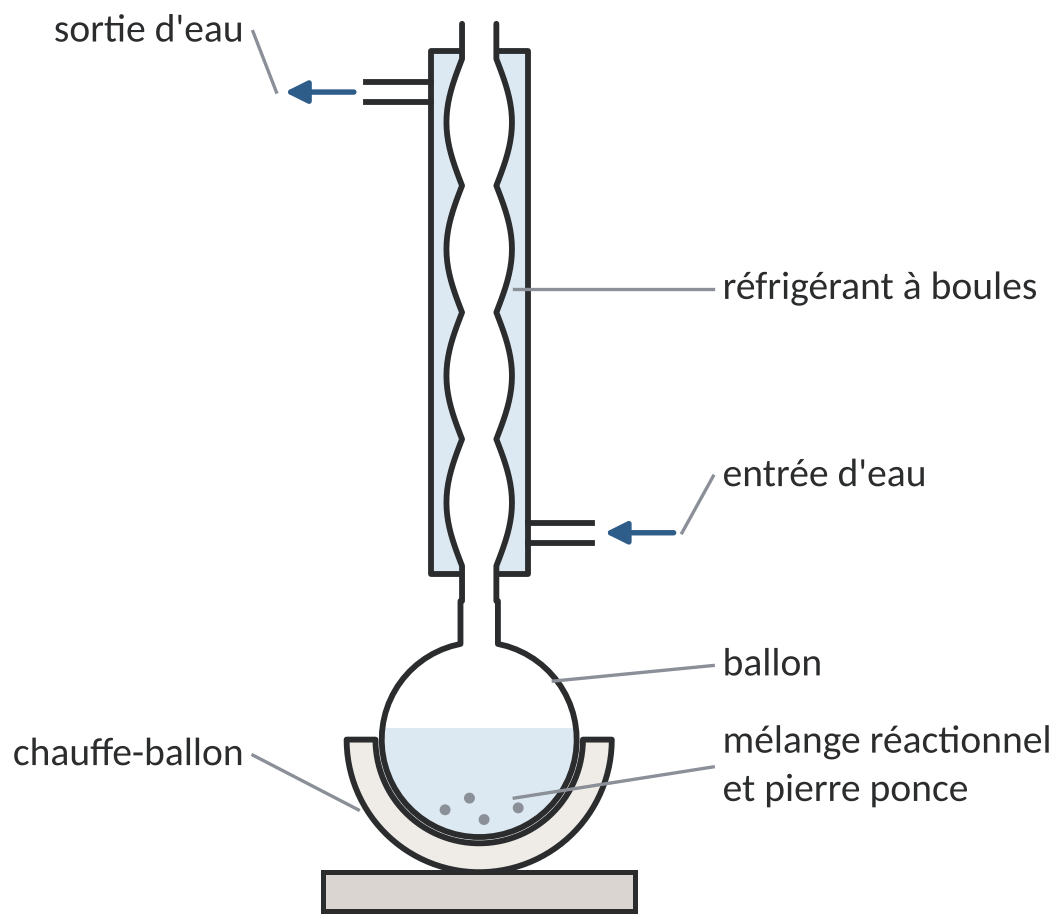 sortie d'eau
réfrigérant à boules
entrée d'eau
ballon
chauffe-ballon
mélange réactionnel
et pierre ponce